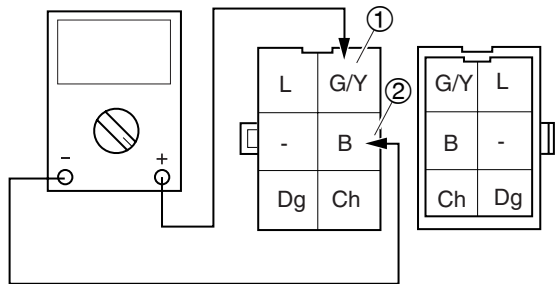 ①
L G/Y G/Y L
②
- B B -
- +
Dg Ch Ch Dg